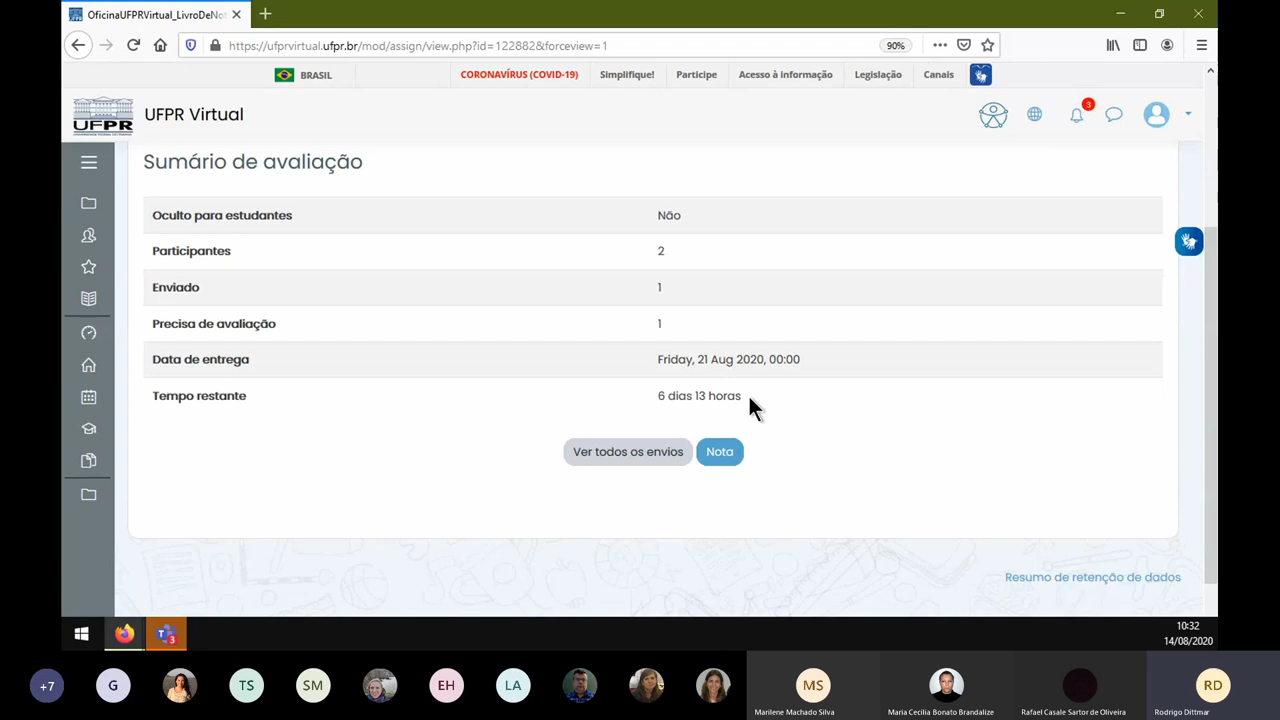 OficinaUFPRVirtual_LivroDeNot
https://ufprvirtual.ufpr.br/mod/assign/view.php?id=122882&forceview=1
90%
BRASIL
CORONAVÍRUS (COVID-19)
Simplifique!
Participe
Acesso à informação
Legislação
Canais
UFPR
UFPR Virtual
3
Sumário de avaliação
Oculto para estudantes Não
Participantes 2
Enviado 1
Precisa de avaliação 1
Data de entrega Friday, 21 Aug 2020, 00:00
Tempo restante 6 dias 13 horas
Ver todos os envios
Nota
Resumo de retenção de dados
3
10:32
14/08/2020
+7
G
TS
SM
EH
LA
MS
RD
Marilene Machado Silva
Maria Cecilia Bonato Brandalize
Rafael Casale Sartor de Oliveira
Rodrigo Dittmar